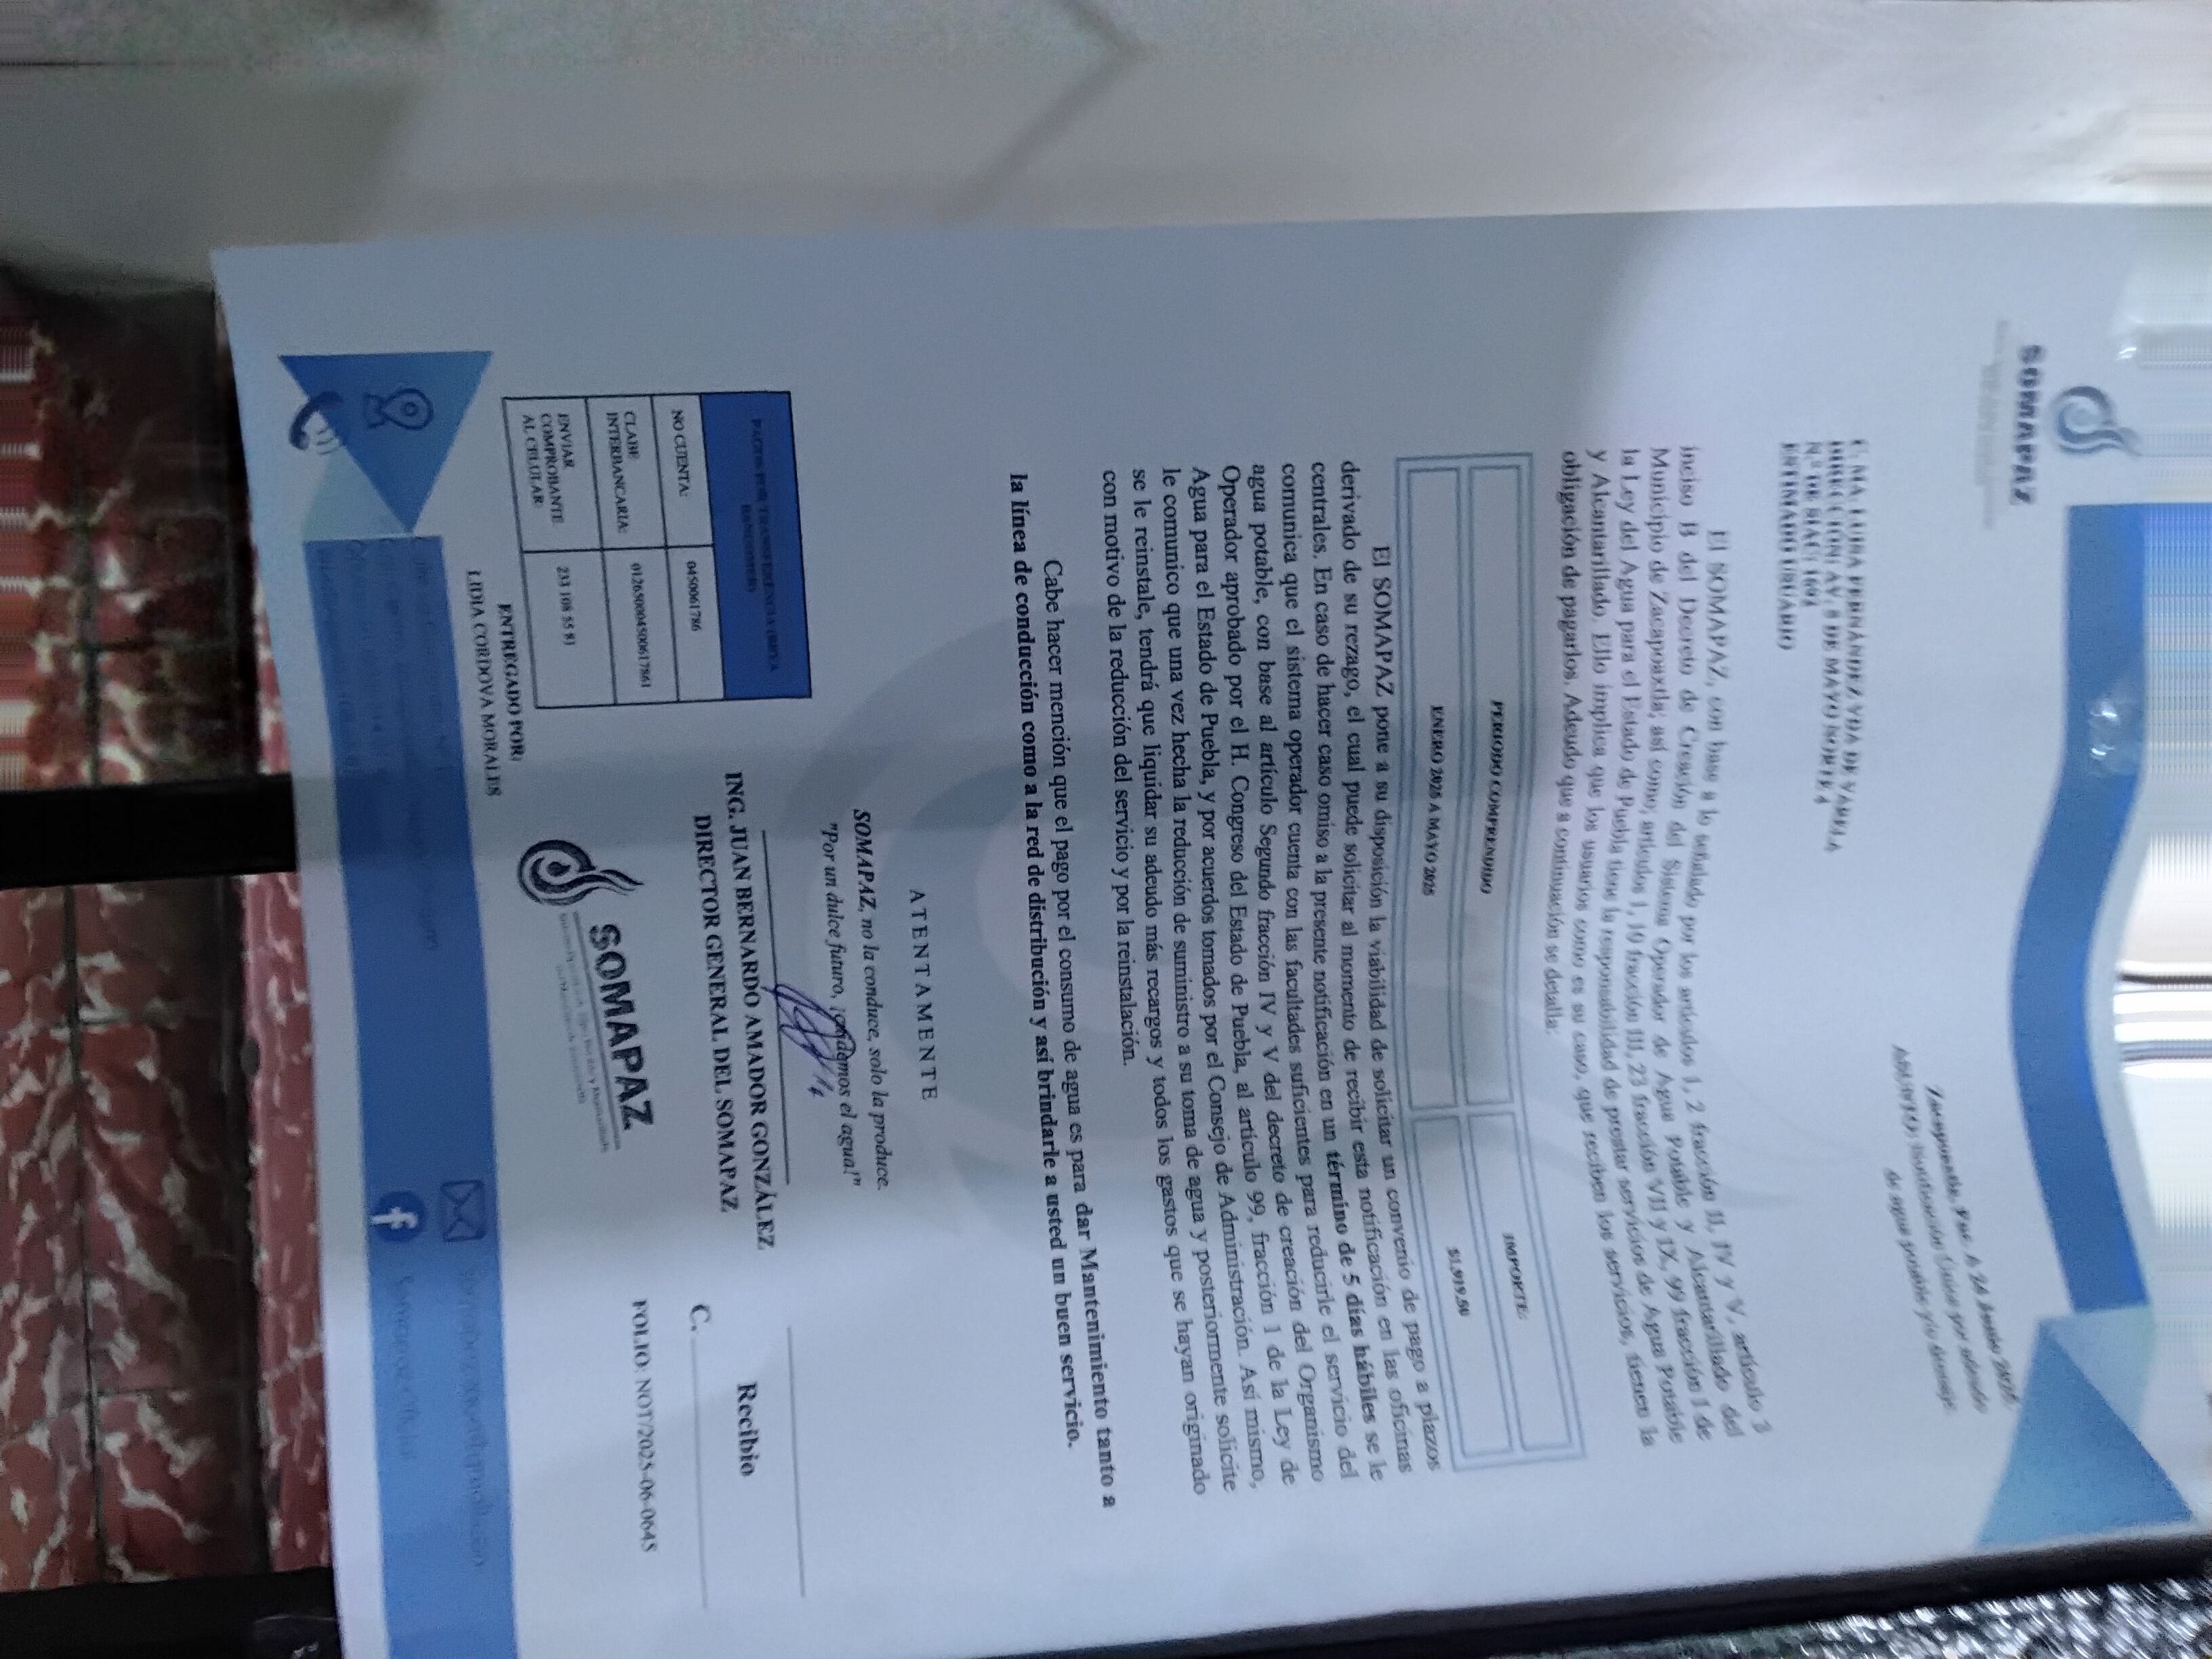 SOMAPAZ
Zacapoaxtla, Pue. A 26 Junio 2025.
ASUNTO: Notificación Única por adeudo
de agua potable y/o drenaje.
C. MA. LUISA FERNÁNDEZ VDA DE VARELA
DIRECCIÓN: AV. 5 DE MAYO NORTE 4
N.º DE SIAC:
ESTIMADO USUARIO
El SOMAPAZ, con base a lo señalado por los artículos 1, 2 fracción II, IV y V, artículo 3
inciso B del Decreto de Creación del Sistema Operador de Agua Potable y Alcantarillado del
Municipio de Zacapoaxtla; así como, artículos 1, 10 fracción III, 23 fracción VII y IX, 99 fracción I de
la Ley del Agua para el Estado de Puebla tiene la responsabilidad de prestar servicios de Agua Potable
y Alcantarillado. Ello implica que los usuarios como es su caso, que reciben los servicios, tienen la
obligación de pagarlos. Adeudo que a continuación se detalla:
PERIODO COMPRENDIDO
IMPORTE:
ENERO 2025 A MAYO 2025
$1,919.50
El SOMAPAZ pone a su disposición la viabilidad de solicitar un convenio de pago a plazos
derivado de su rezago, el cual puede solicitar al momento de recibir esta notificación en las oficinas
centrales. En caso de hacer caso omiso a la presente notificación en un término de 5 días hábiles se le
comunica que el sistema operador cuenta con las facultades suficientes para reducirle el servicio del
agua potable, con base al artículo Segundo fracción IV y V del decreto de creación del Organismo
Operador aprobado por el H. Congreso del Estado de Puebla, al artículo 99, fracción 1 de la Ley de
Agua para el Estado de Puebla, y por acuerdos tomados por el Consejo de Administración. Así mismo,
le comunico que una vez hecha la reducción de suministro a su toma de agua y posteriormente solicite
se le reinstale, tendrá que liquidar su adeudo más recargos y todos los gastos que se hayan originado
con motivo de la reducción del servicio y por la reinstalación.
Cabe hacer mención que el pago por el consumo de agua es para dar Mantenimiento tanto a
la línea de conducción como a la red de distribución y así brindarle a usted un buen servicio.
ATENTAMENTE
SOMAPAZ, no la conduce, solo la produce.
"Por un dulce futuro, ¡cuidemos el agua!"
ING. JUAN BERNARDO AMADOR GONZÁLEZ
DIRECTOR GENERAL DEL SOMAPAZ
Recibio
C.
FOLIO: NOT/2025-06-0645
PAGOS POR TRANSFERENCIA (BBVA
BANCOMER)
NO CUENTA:
0450061786
CLABE
INTERBANCARIA:
012650004500617861
ENVIAR
COMPROBANTE
AL CELULAR:
233 108 55 81
SOMAPAZ
ENTREGADO POR:
LIDIA CORDOVA MORALES
Somapaz Oficial